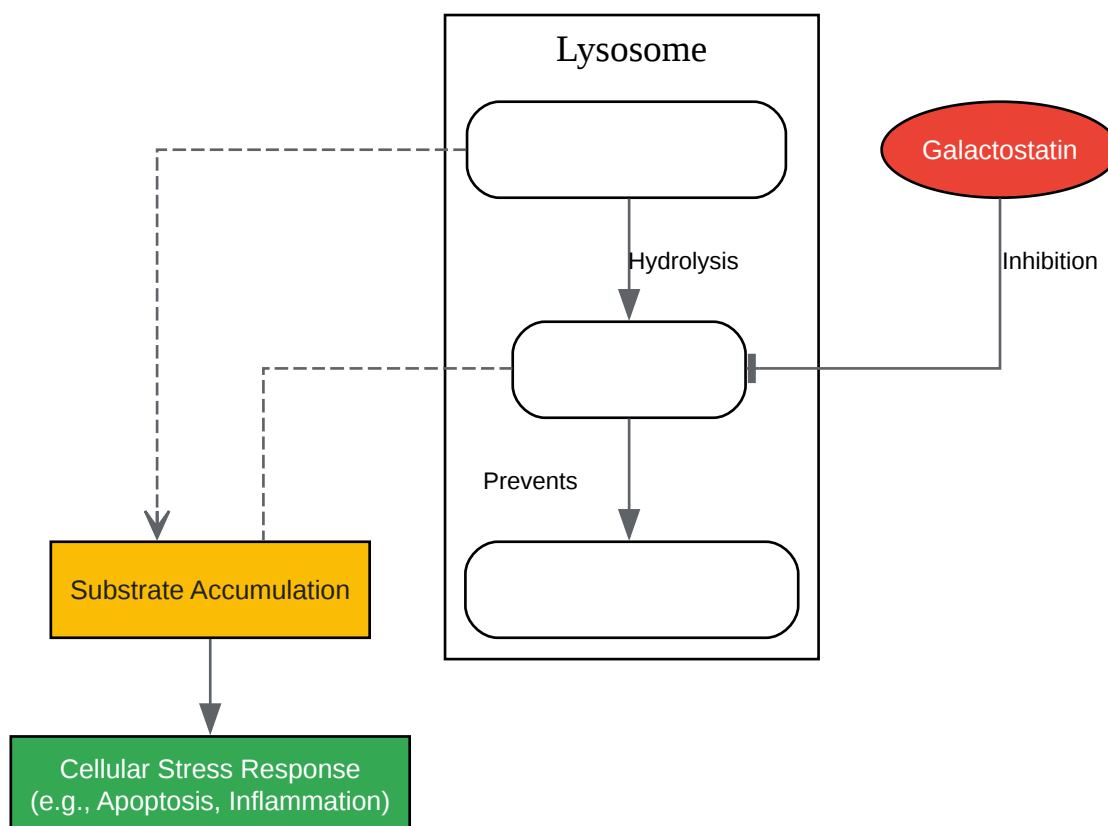 Lysosome
Galactostatin
Hydrolysis
Inhibition
Prevents
Substrate Accumulation
Cellular Stress Response
(e.g., Apoptosis, Inflammation)